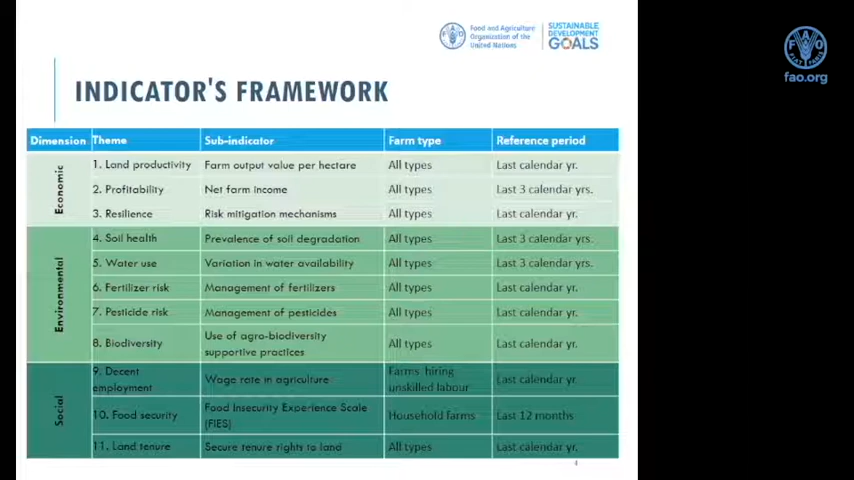 Food and Agriculture
Organization of the
United Nations
SUSTAINABLE
DEVELOPMENT
GOALS
FAO
FIAT PANIS
fao.org
INDICATOR'S FRAMEWORK
Dimension Theme Sub-indicator Farm type Reference period
Economic
1. Land productivity Farm output value per hectare All types Last calendar yr.
2. Profitability Net farm income All types Last 3 calendar yrs.
3. Resilience Risk mitigation mechanisms All types Last calendar yr.
Environmental
4. Soil health Prevalence of soil degradation All types Last 3 calendar yrs.
5. Water use Variation in water availability All types Last 3 calendar yrs.
6. Fertilizer risk Management of fertilizers All types Last calendar yr.
7. Pesticide risk Management of pesticides All types Last calendar yr.
8. Biodiversity Use of agro-biodiversity
supportive practices All types Last calendar yr.
Social
9. Decent
employment Wage rate in agriculture Farms hiring
unskilled labour Last calendar yr.
10. Food security Food Insecurity Experience Scale
(FIES) Household farms Last 12 months
11. Land tenure Secure tenure rights to land All types Last calendar yr.
4